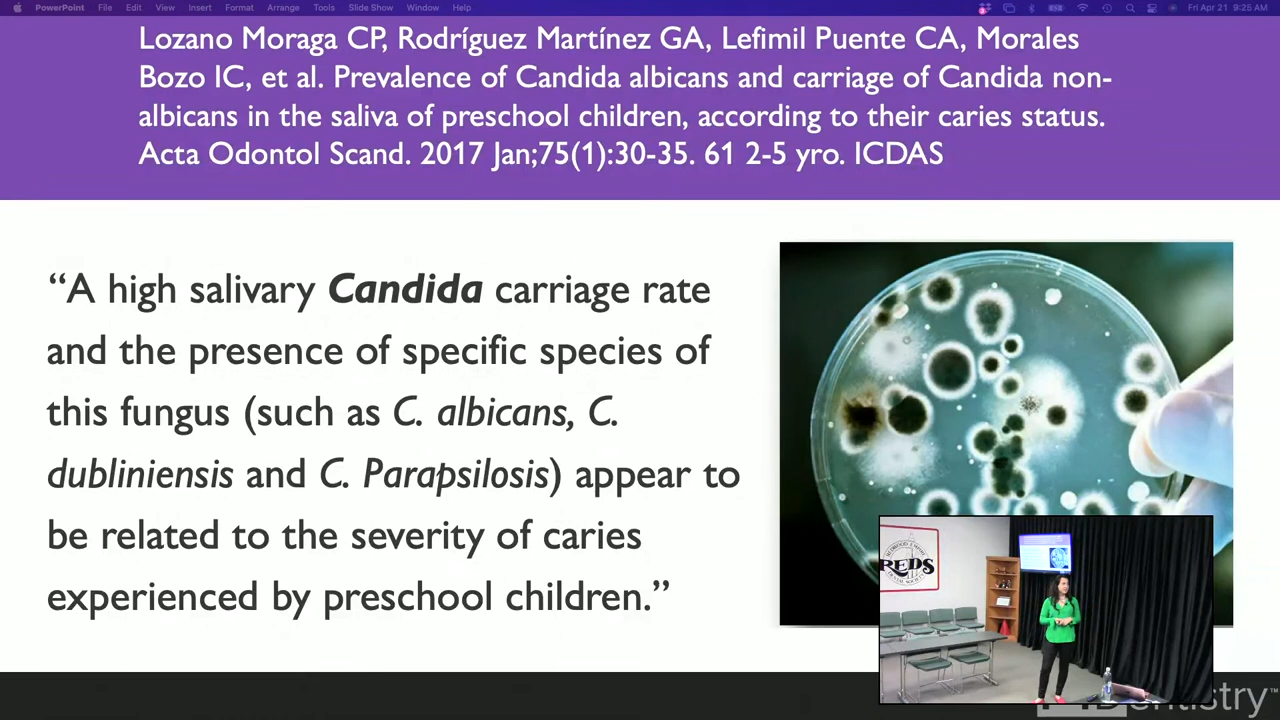 PowerPoint File Edit View Insert Format Arrange Tools Slide Show Window Help Fri Apr 21 9:25 AM
Lozano Moraga CP, Rodríguez Martínez GA, Lefimil Puente CA, Morales
Bozo IC, et al. Prevalence of Candida albicans and carriage of Candida non-
albicans in the saliva of preschool children, according to their caries status.
Acta Odontol Scand. 2017 Jan;75(1):30-35. 61 2-5 yro. ICDAS
“A high salivary Candida carriage rate
and the presence of specific species of
this fungus (such as C. albicans, C.
dubliniensis and C. Parapsilosis) appear to
be related to the severity of caries
experienced by preschool children.”
REDS